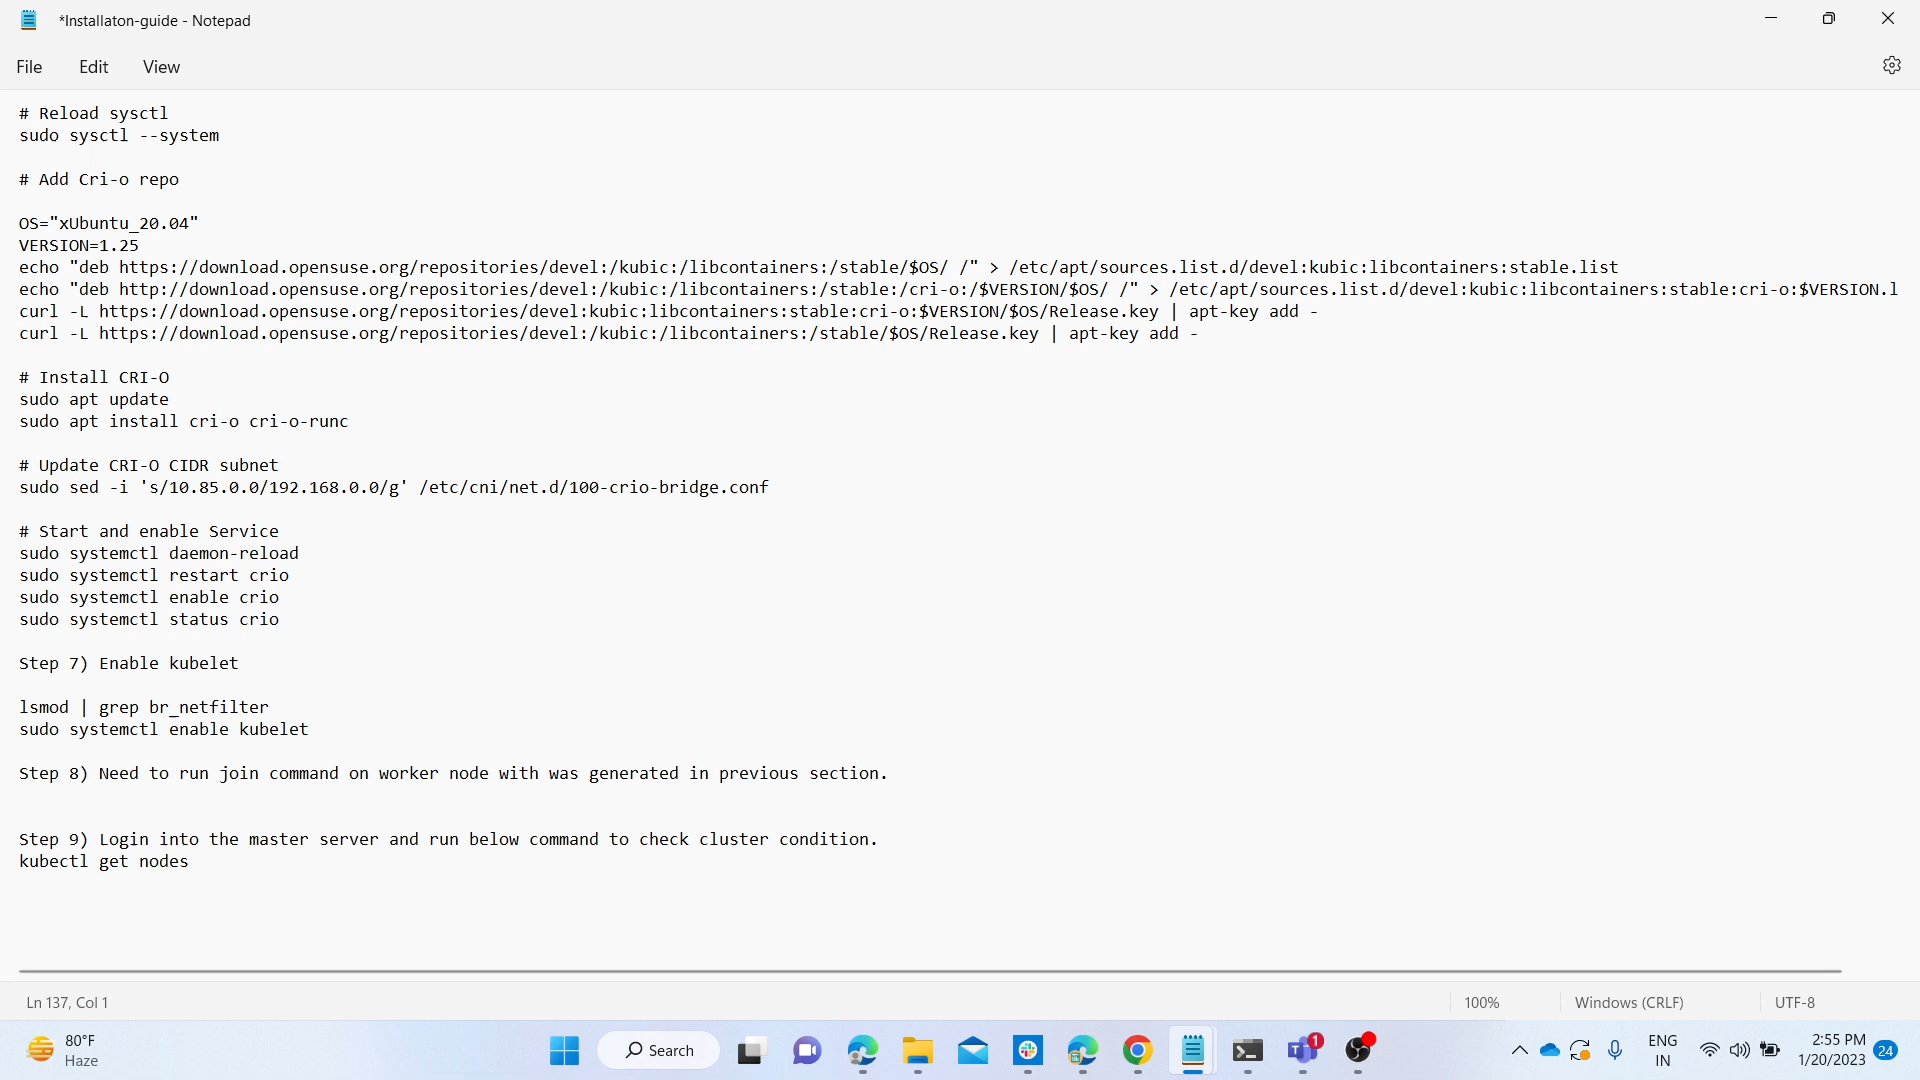 *Installaton-guide - Notepad
File Edit View
# Reload sysctl
sudo sysctl --system
# Add Cri-o repo
OS="xUbuntu_20.04"
VERSION=1.25
echo "deb https://download.opensuse.org/repositories/devel:/kubic:/libcontainers:/stable/$OS/ /" > /etc/apt/sources.list.d/devel:kubic:libcontainers:stable.list
echo "deb http://download.opensuse.org/repositories/devel:/kubic:/libcontainers:/stable:/cri-o:/$VERSION/$OS/ /" > /etc/apt/sources.list.d/devel:kubic:libcontainers:stable:cri-o:$VERSION.l
curl -L https://download.opensuse.org/repositories/devel:kubic:libcontainers:stable:cri-o:$VERSION/$OS/Release.key | apt-key add -
curl -L https://download.opensuse.org/repositories/devel:/kubic:/libcontainers:/stable/$OS/Release.key | apt-key add -
# Install CRI-O
sudo apt update
sudo apt install cri-o cri-o-runc
# Update CRI-O CIDR subnet
sudo sed -i 's/10.85.0.0/192.168.0.0/g' /etc/cni/net.d/100-crio-bridge.conf
# Start and enable Service
sudo systemctl daemon-reload
sudo systemctl restart crio
sudo systemctl enable crio
sudo systemctl status crio
Step 7) Enable kubelet
lsmod | grep br_netfilter
sudo systemctl enable kubelet
Step 8) Need to run join command on worker node with was generated in previous section.
Step 9) Login into the master server and run below command to check cluster condition.
kubectl get nodes
Ln 137, Col 1 100% Windows (CRLF) UTF-8
80°F
Haze
Search
1
ENG
IN
2:55 PM
1/20/2023
24